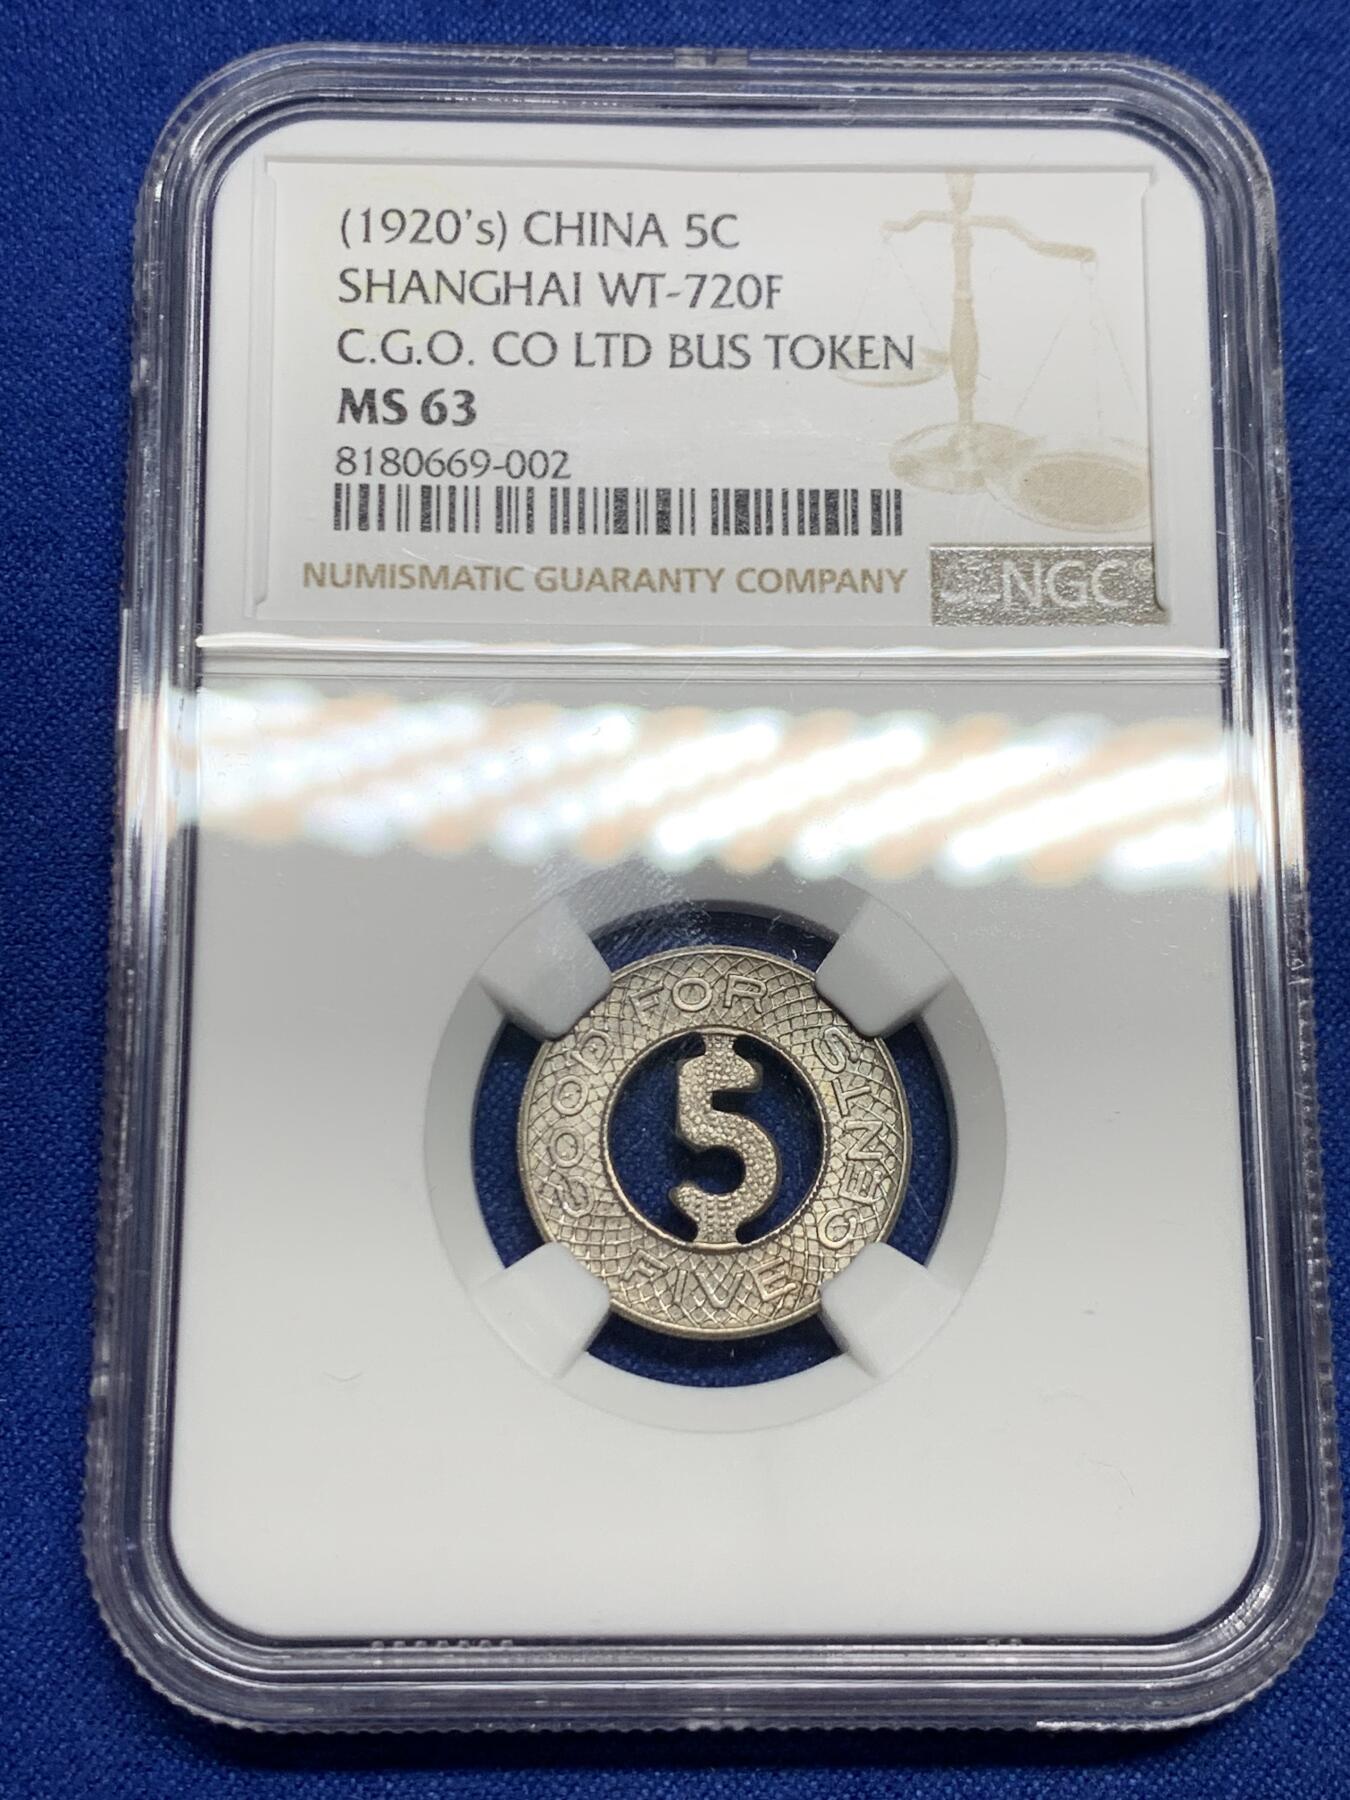 (1920's) CHINA 5C
SHANGHAI WT-720F
C.G.O. CO LTD BUS TOKEN
MS 63
8180669-002
NUMISMATIC GUARANTY COMPANY
NGC
GOOD FOR
5
FIVE CENTS